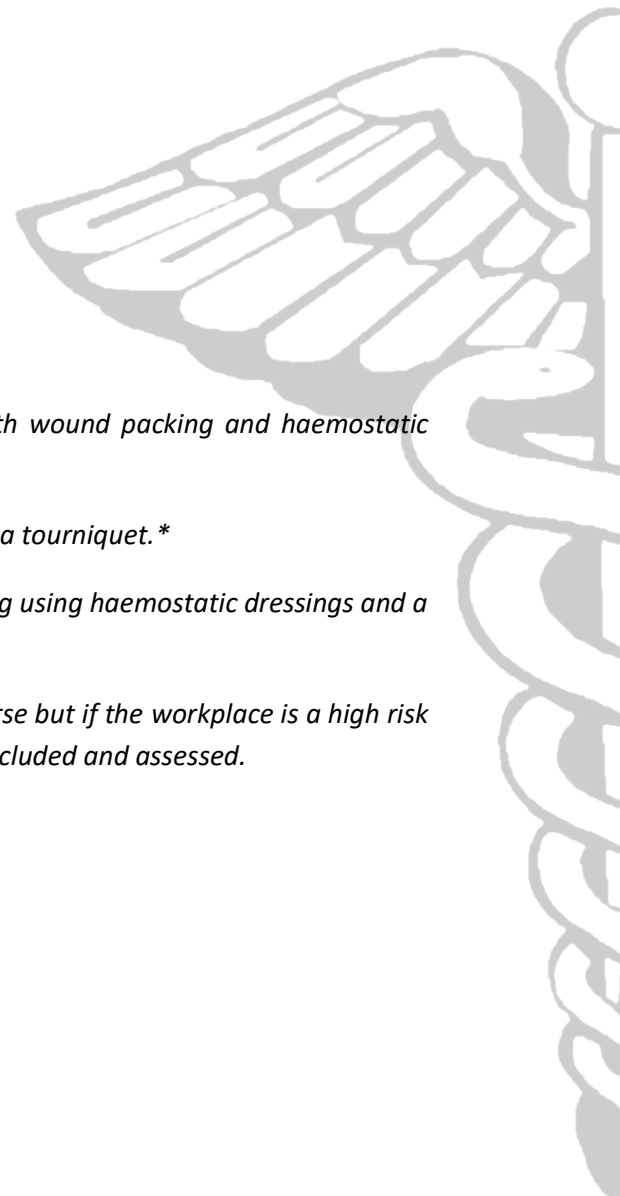 th wound packing and haemostatic
a tourniquet.*
g using haemostatic dressings and a
rse but if the workplace is a high risk
cluded and assessed.